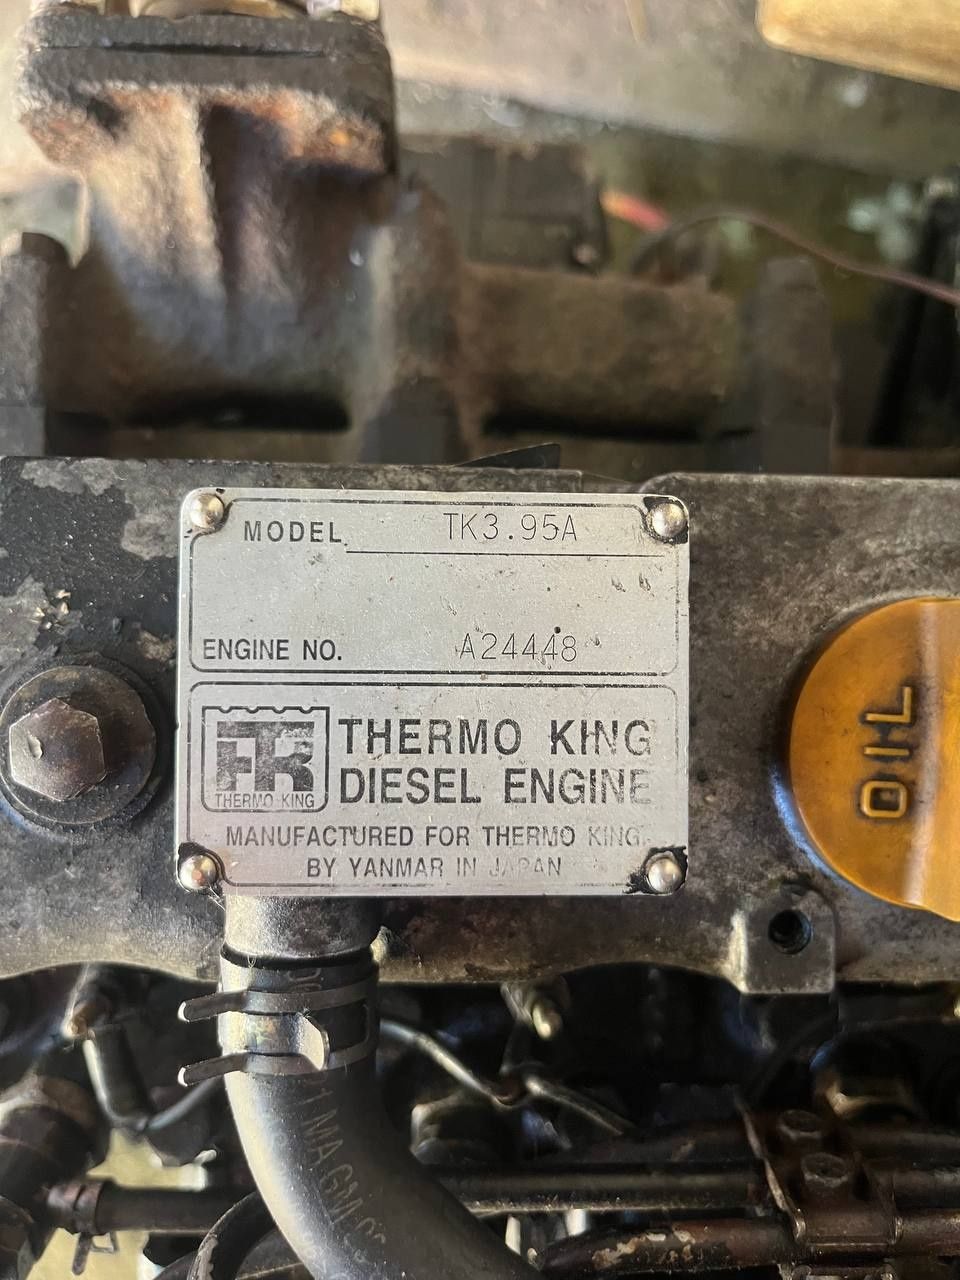 MODEL TK3.95A
ENGINE NO. A24448
TK
THERMO KING
THERMO KING
DIESEL ENGINE
MANUFACTURED FOR THERMO KING
BY YANMAR IN JAPAN
OIL